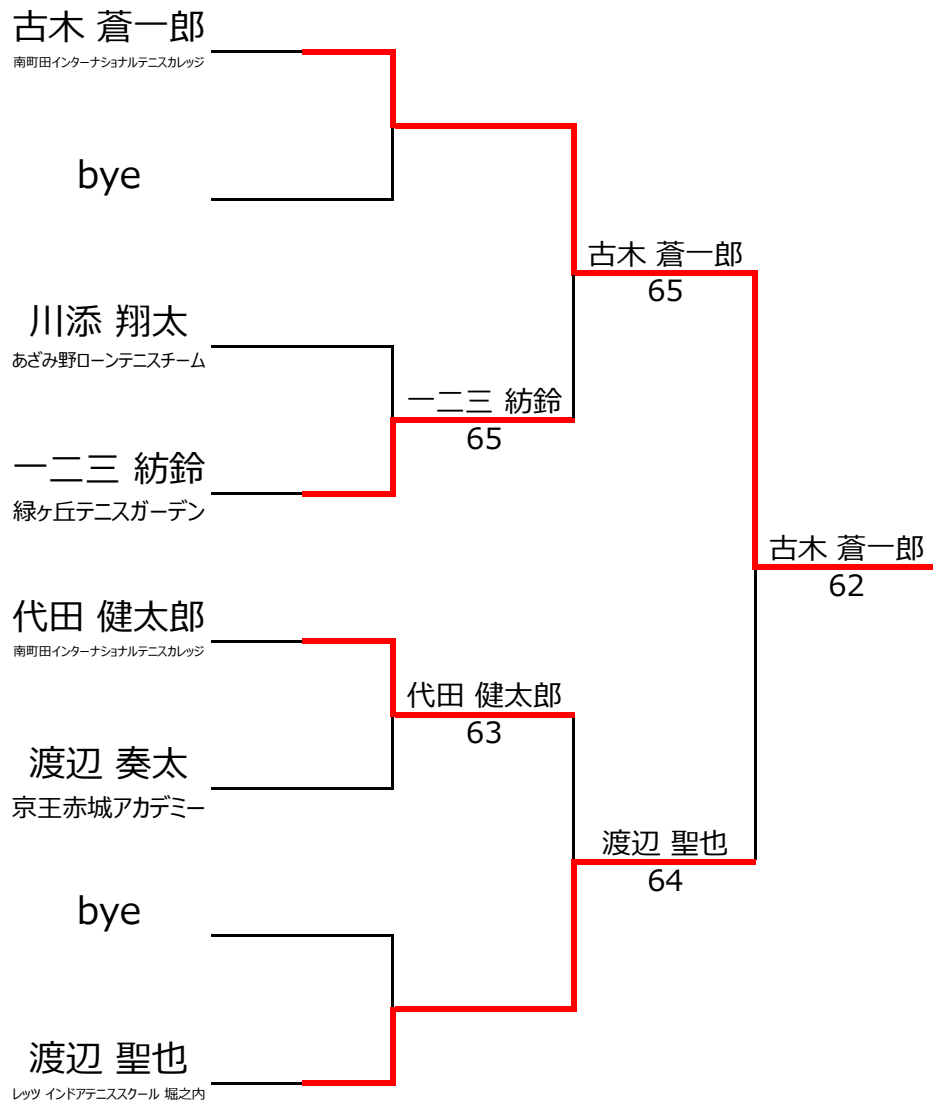 古木 蒼一郎
南町田インターナショナルテニスカレッジ
bye
川添 翔太
あざみ野ローンテニスチーム
一二三 紡鈴
緑ヶ丘テニスガーデン
代田 健太郎
南町田インターナショナルテニスカレッジ
渡辺 奏太
京王赤城アカデミー
bye
渡辺 聖也
レッツ インドアテニススクール 堀之内
一二三 紡鈴
65
代田 健太郎
63
古木 蒼一郎
65
渡辺 聖也
64
古木 蒼一郎
62